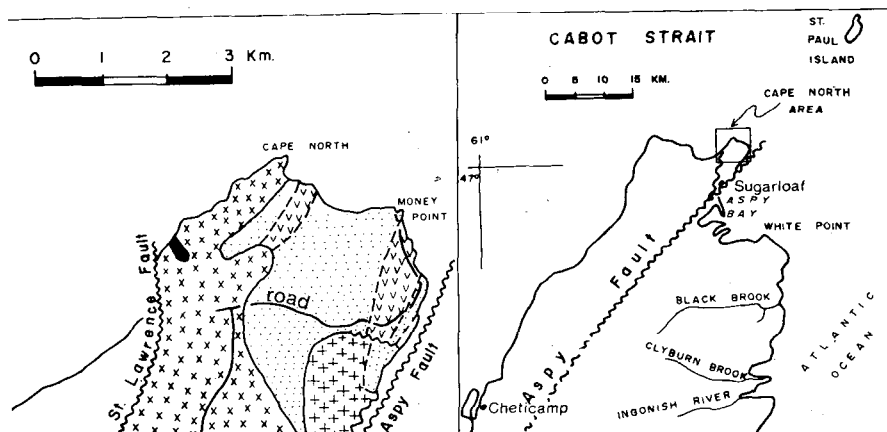 0 1 2 3 Km.
CAPE NORTH
MONEY
POINT
St. Lawrence Fault
road
Aspy Fault
CABOT STRAIT
ST.
PAUL
ISLAND
0 5 10 15 KM.
CAPE NORTH
AREA
61°
47°
Sugarloaf
ASPY
BAY
WHITE POINT
Aspy Fault
BLACK BROOK
CLYBURN BROOK
INGONISH RIVER
Cheticamp
ATLANTIC
OCEAN